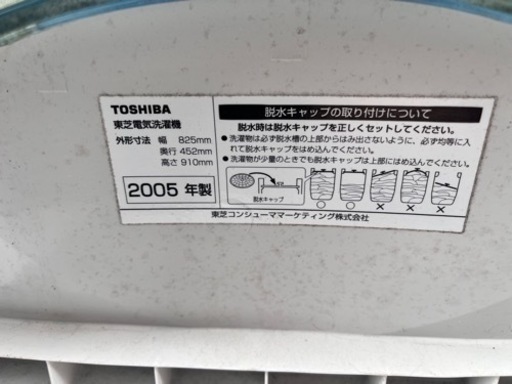 TOSHIBA
東芝電気洗濯機
外形寸法 幅 825mm
奥行 452mm
高さ 910mm
2005 年製
脱水キャップの取り付けについて
脱水時は脱水キャップを正しくセットしてください。
●洗濯物は必ず脱水槽の上部からはみ出さないように、必ず均等に入
れて脱水キャップをはめ込んでください。
●洗濯物が少量のときでも脱水キャップは上部にはめ込んでください。
脱水キャップ
○ ○ × × ×
東芝コンシューママーケティング株式会社